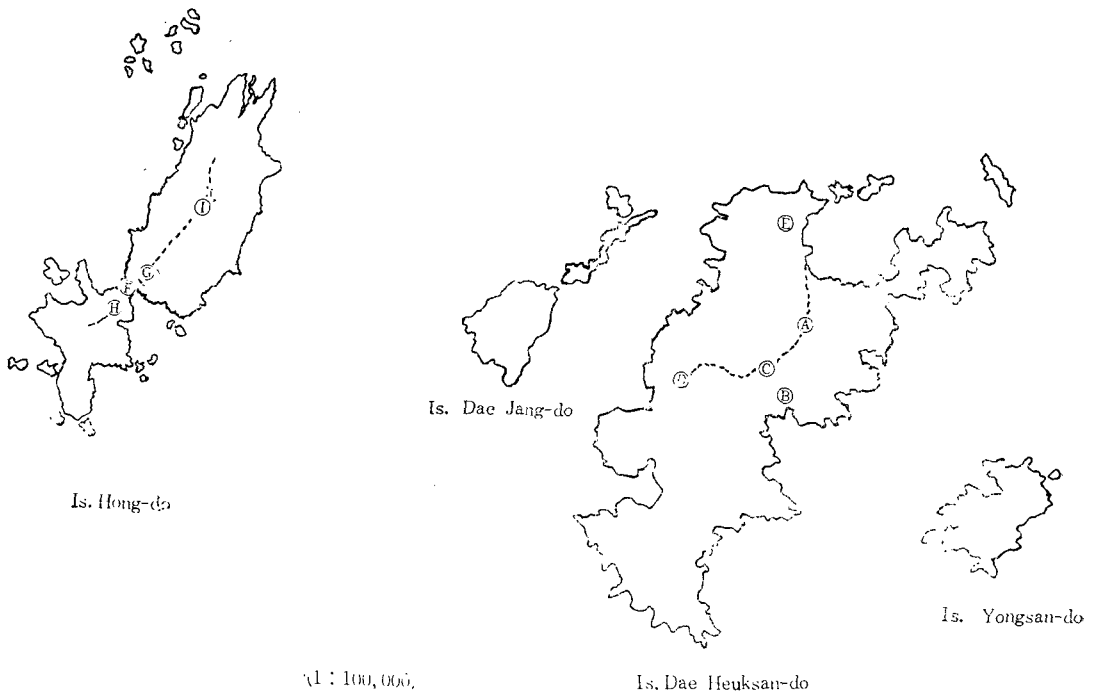 Ⓘ
Ⓖ
Ⓕ
Ⓗ
Is. Hong-do
Is. Dae Jang-do
Ⓔ
Ⓐ
Ⓒ
Ⓓ
Ⓑ
Is. Yongsan-do
(1 : 100,000.
Is. Dae Heuksan-do